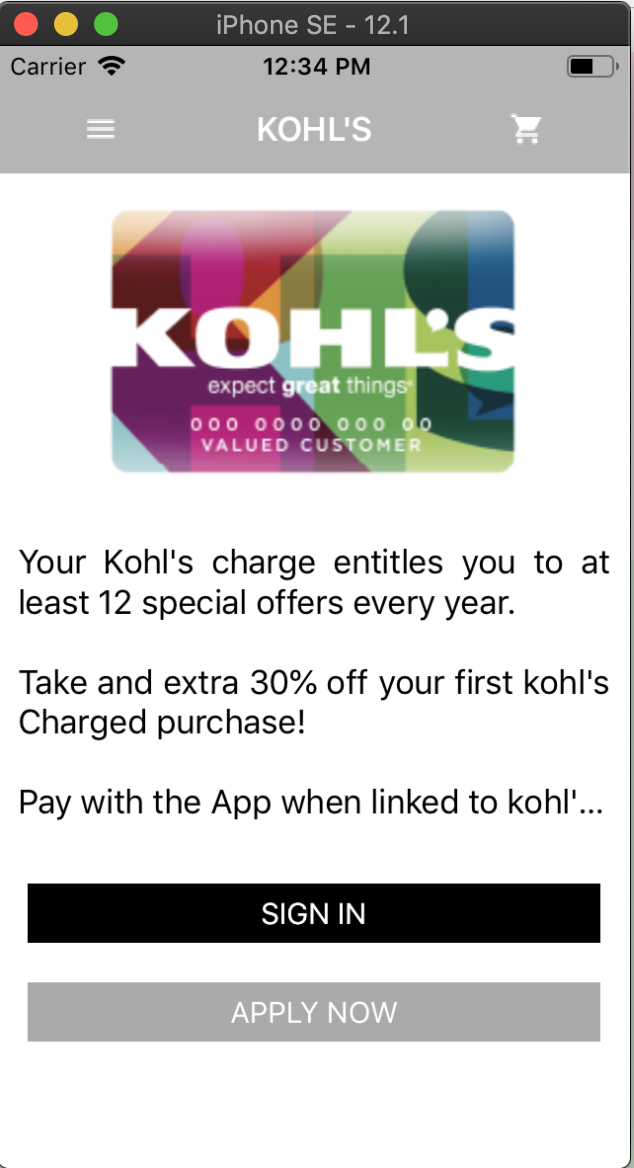 iPhone SE - 12.1
Carrier 12:34 PM
KOHL'S
KOHL'S
expect great things
000 0000 000 00
VALUED CUSTOMER
Your Kohl's charge entitles you to at
least 12 special offers every year.
Take and extra 30% off your first kohl's
Charged purchase!
Pay with the App when linked to kohl'...
SIGN IN
APPLY NOW